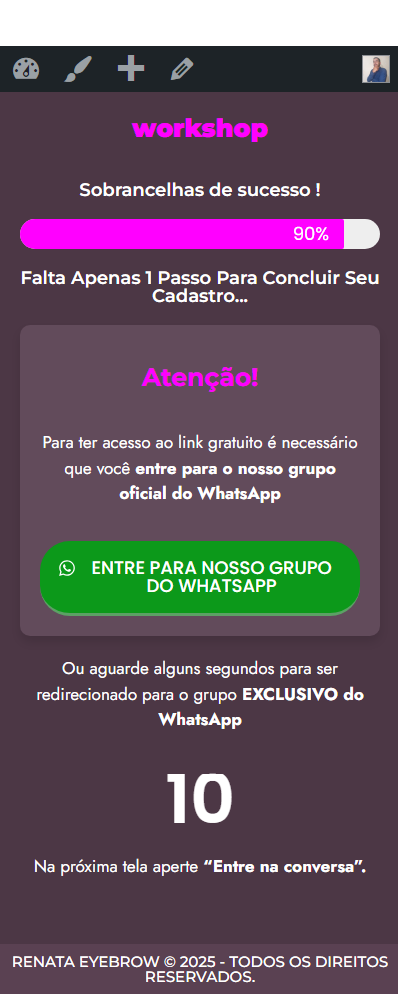 workshop
Sobrancelhas de sucesso !
90%
Falta Apenas 1 Passo Para Concluir Seu
Cadastro...
Atenção!
Para ter acesso ao link gratuito é necessário
que você entre para o nosso grupo
oficial do WhatsApp
ENTRE PARA NOSSO GRUPO
DO WHATSAPP
Ou aguarde alguns segundos para ser
redirecionado para o grupo EXCLUSIVO do
WhatsApp
10
Na próxima tela aperte “Entre na conversa”.
RENATA EYEBROW © 2025 - TODOS OS DIREITOS
RESERVADOS.